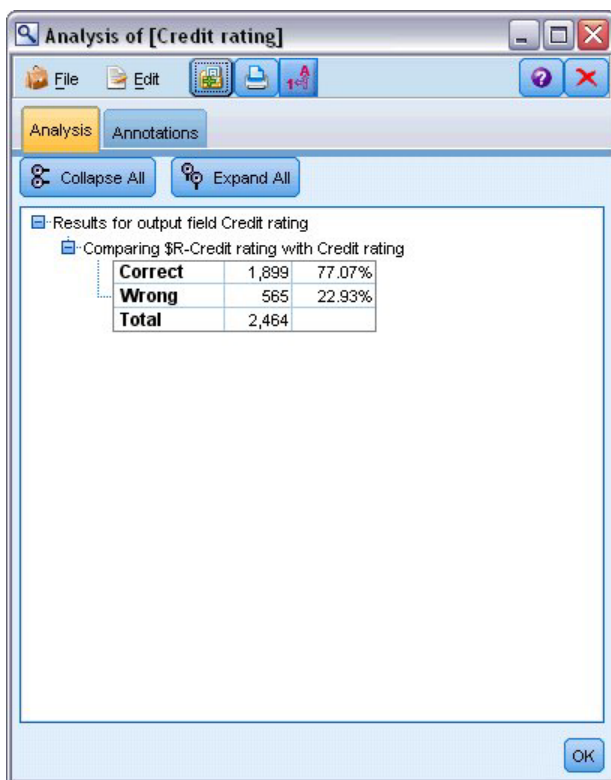 Analysis of [Credit rating]
File Edit
Analysis Annotations
Collapse All Expand All
Results for output field Credit rating
Comparing $R-Credit rating with Credit rating
Correct 1,899 77.07%
Wrong 565 22.93%
Total 2,464
OK